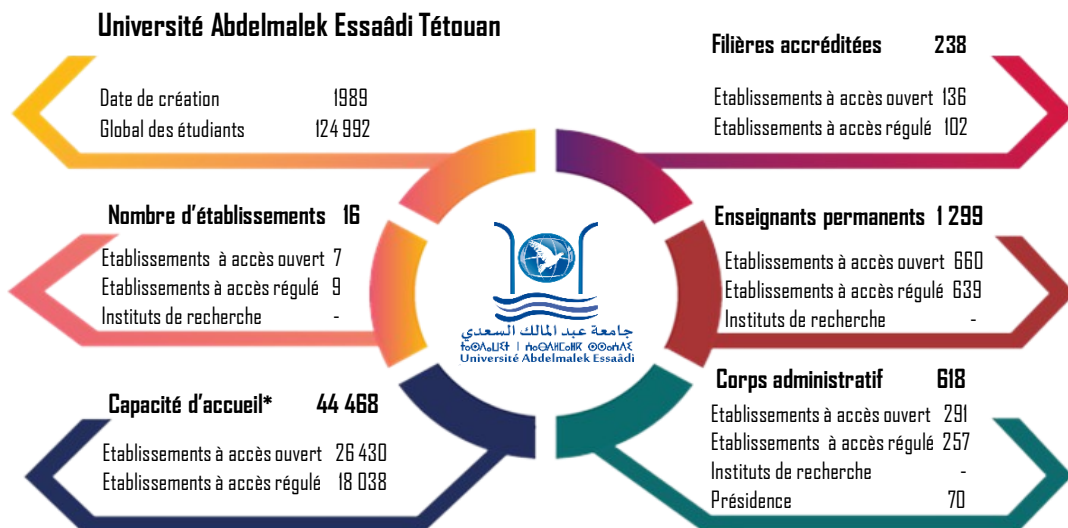 Université Abdelmalek Essaâdi Tétouan
Date de création 1989
Global des étudiants 124 992
Filières accréditées 238
Etablissements à accès ouvert 136
Etablissements à accès régulé 102
Nombre d'établissements 16
Etablissements à accès ouvert 7
Etablissements à accès régulé 9
Instituts de recherche -
Enseignants permanents 1 299
Etablissements à accès ouvert 660
Etablissements à accès régulé 639
Instituts de recherche -
جامعة عبد المالك السعدي
Université Abdelmalek Essaâdi
Capacité d'accueil* 44 468
Etablissements à accès ouvert 26 430
Etablissements à accès régulé 18 038
Corps administratif 618
Etablissements à accès ouvert 291
Etablissements à accès régulé 257
Instituts de recherche -
Présidence 70